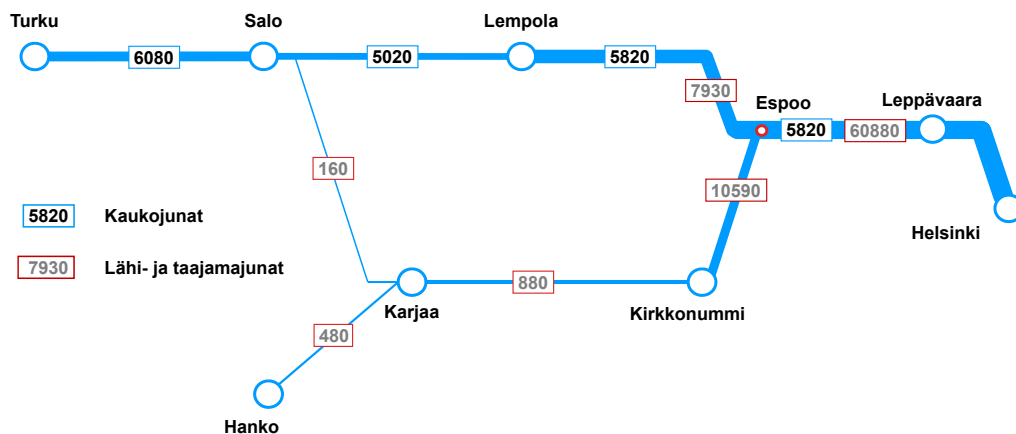 Turku
Salo
Lempola
6080
5020
5820
7930
Espoo
Leppävaara
5820
60880
160
10590
5820
Kaukojunat
Helsinki
7930
Lähi- ja taajamajunat
880
Karjaa
Kirkkonummi
480
Hanko